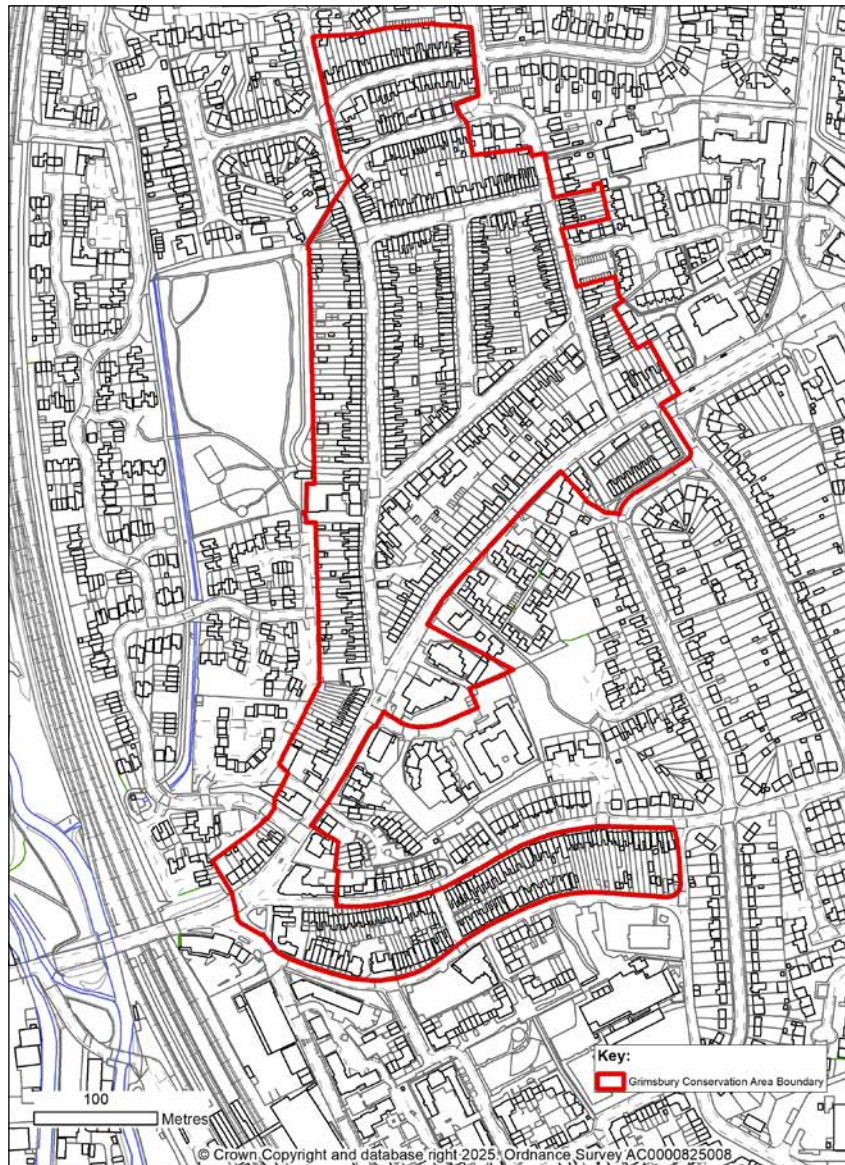 Key:
Grimsbury Conservation Area Boundary
100
Metres
© Crown Copyright and database right 2025. Ordnance Survey AC0000825008